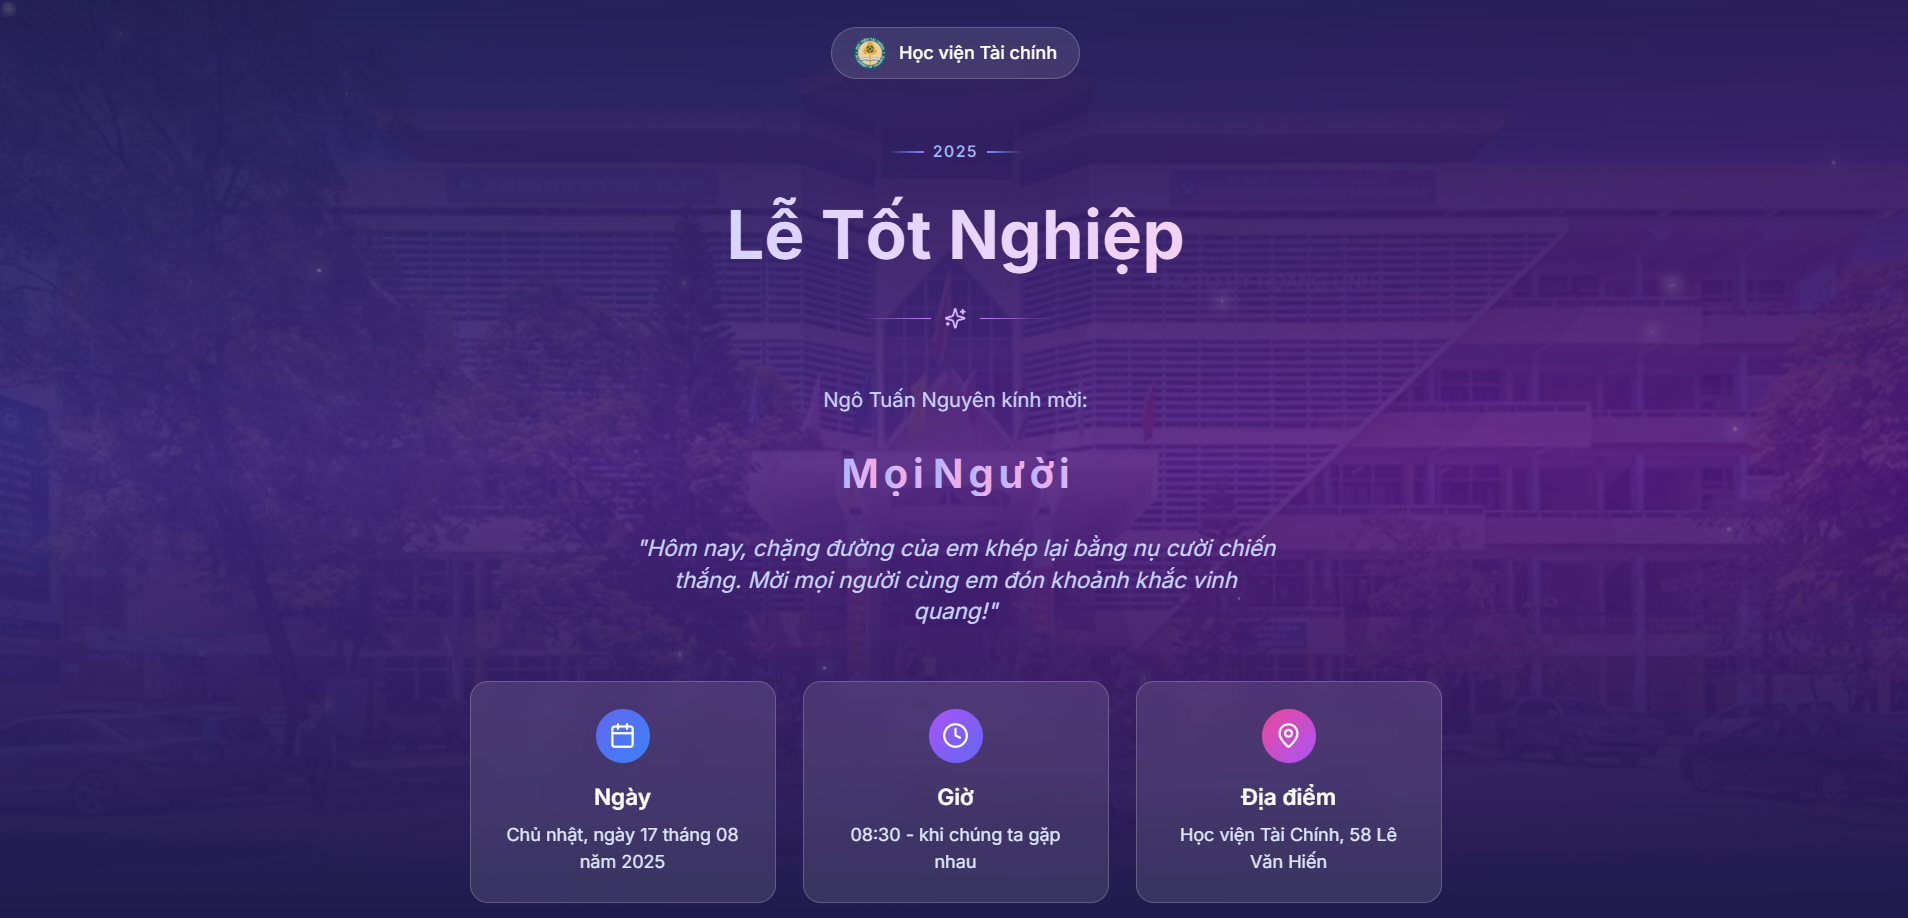 Học viện Tài chính
2025
Lễ Tốt Nghiệp
Ngô Tuấn Nguyên kính mời:
Mọi Người
"Hôm nay, chặng đường của em khép lại bằng nụ cười chiến
thắng. Mời mọi người cùng em đón khoảnh khắc vinh
quang!"
Ngày
Chủ nhật, ngày 17 tháng 08
năm 2025
Giờ
08:30 - khi chúng ta gặp
nhau
Địa điểm
Học viện Tài Chính, 58 Lê
Văn Hiến